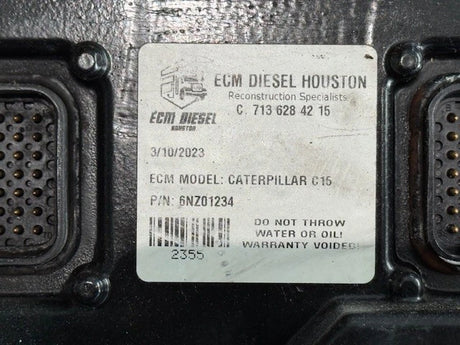 ECM DIESEL HOUSTON
Reconstruction Specialists
C. 713 628 42 15
ECM DIESEL
HOUSTON
3/10/2023
ECM MODEL: CATERPILLAR C15
P/N: 6NZ01234
DO NOT THROW
WATER OR OIL!
WARRANTY VOIDED!
2355